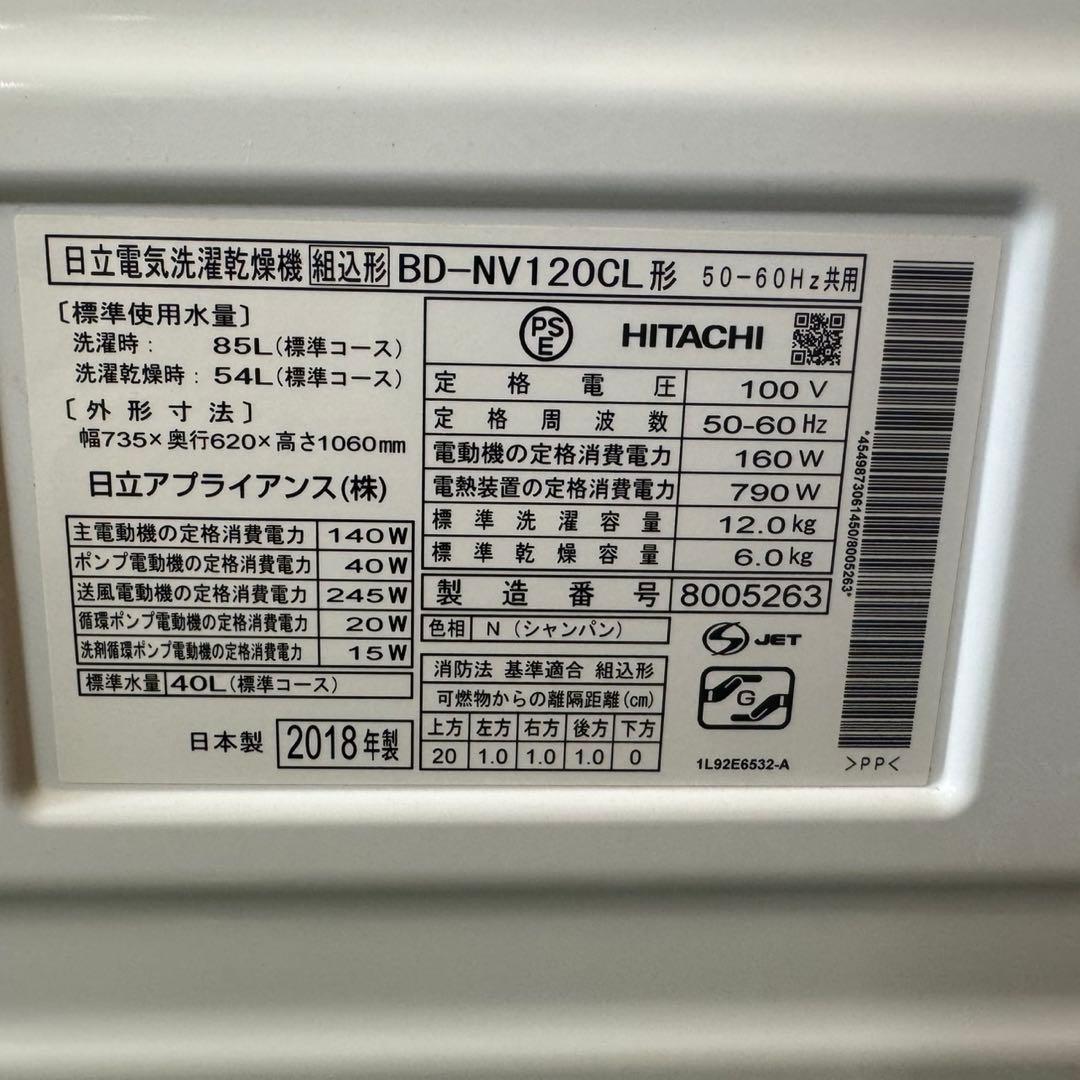 日立電気洗濯乾燥機 組込形 BD-NV120CL形 50-60Hz共用
〔標準使用水量〕
洗濯時: 85L(標準コース)
洗濯乾燥時: 54L(標準コース)
〔外形寸法〕
幅735×奥行620×高さ1060mm
日立アプライアンス(株)
主電動機の定格消費電力 140W
ポンプ電動機の定格消費電力 40W
送風電動機の定格消費電力 245W
循環ポンプ電動機の定格消費電力 20W
洗剤循環ポンプ電動機の定格消費電力 15W
標準水量 40L(標準コース)
日本製 2018年製
PSE HITACHI
定格電圧 100V
定格周波数 50-60Hz
電動機の定格消費電力 160W
電熱装置の定格消費電力 790W
標準洗濯容量 12.0kg
標準乾燥容量 6.0kg
製造番号 8005263
色相 N(シャンパン)
消防法 基準適合 組込形
可燃物からの離隔距離(cm)
上方 左方 右方 後方 下方
20 1.0 1.0 1.0 0
S JET
G
1L92E6532-A
>PP<
*4549873061450/8005263*